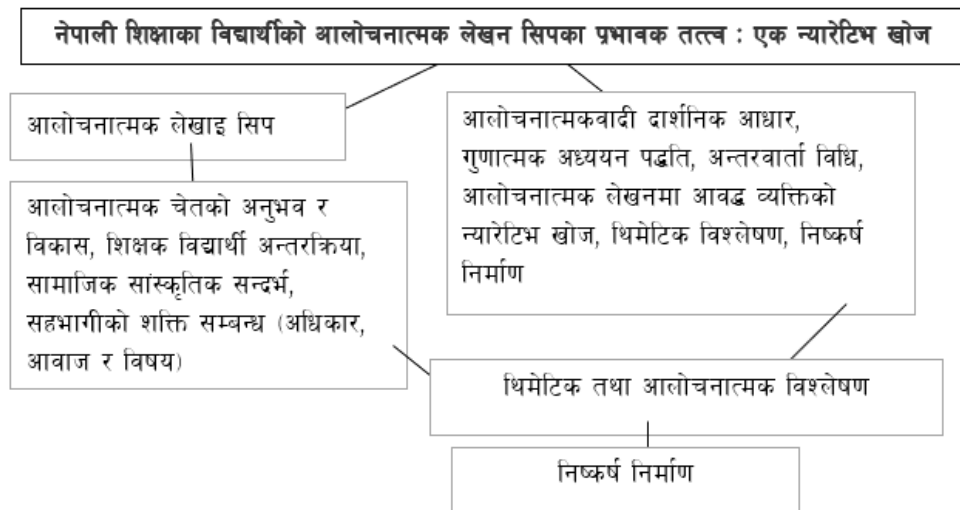 नेपाली शिक्षाका विद्यार्थीको आलोचनात्मक लेखन सिपका प्रभावक तत्त्व : एक न्यारेटिभ खोज
आलोचनात्मक लेखाइ सिप
आलोचनात्मक चेतको अनुभव र
विकास, शिक्षक विद्यार्थी अन्तरक्रिया,
सामाजिक सांस्कृतिक सन्दर्भ,
सहभागीको शक्ति सम्बन्ध (अधिकार,
आवाज र विषय)
आलोचनात्मकवादी दार्शनिक आधार,
गुणात्मक अध्ययन पद्धति, अन्तरवार्ता विधि,
आलोचनात्मक लेखनमा आवद्ध व्यक्तिको
न्यारेटिभ खोज, थिमेटिक विश्लेषण, निष्कर्ष
निर्माण
थिमेटिक तथा आलोचनात्मक विश्लेषण
निष्कर्ष निर्माण